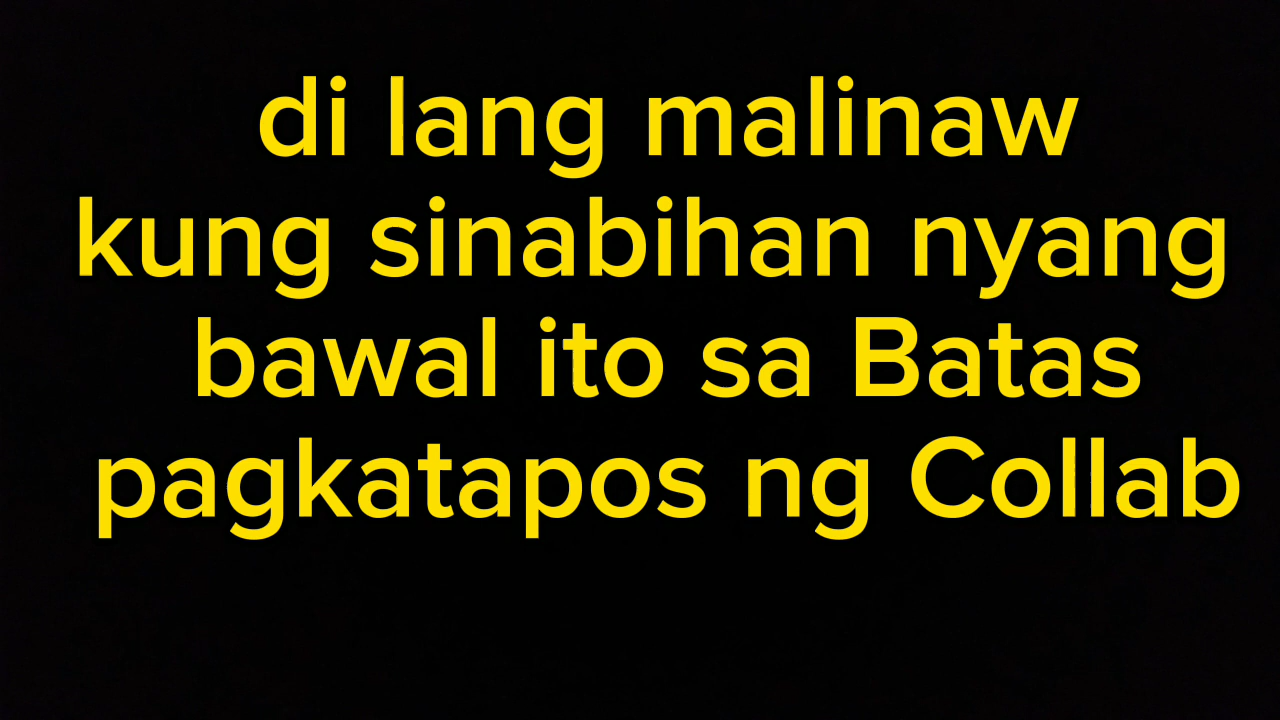 di lang malinaw
kung sinabihan nyang
bawal ito sa Batas
pagkatapos ng Collab